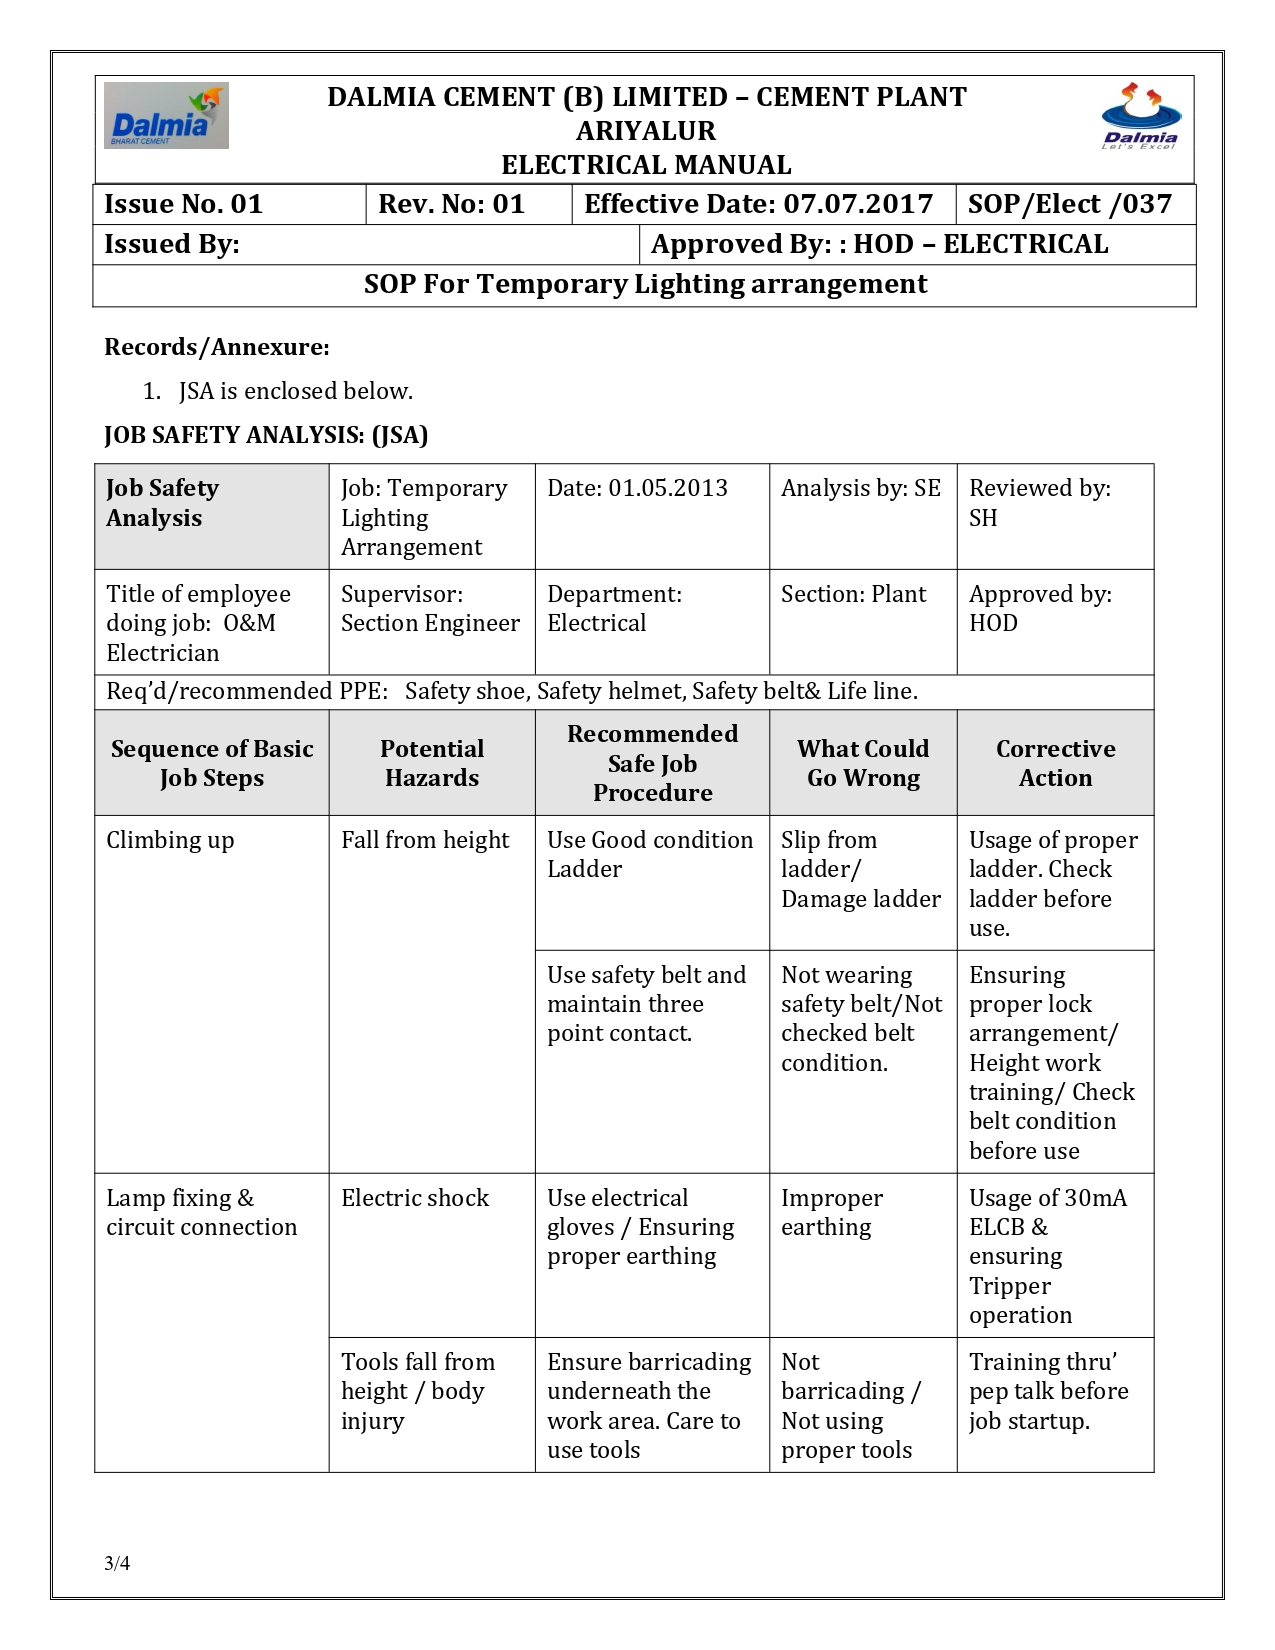 Dalmia
BHARAT CEMENT
DALMIA CEMENT (B) LIMITED – CEMENT PLANT
ARIYALUR
ELECTRICAL MANUAL
Dalmia
Let's Excel
Issue No. 01 Rev. No: 01 Effective Date: 07.07.2017 SOP/Elect /037
Issued By: Approved By: : HOD – ELECTRICAL
SOP For Temporary Lighting arrangement
Records/Annexure:
1. JSA is enclosed below.
JOB SAFETY ANALYSIS: (JSA)
Job Safety
Analysis
Job: Temporary
Lighting
Arrangement
Date: 01.05.2013
Analysis by: SE
Reviewed by:
SH
Title of employee
doing job: O&M
Electrician
Supervisor:
Section Engineer
Department:
Electrical
Section: Plant
Approved by:
HOD
Req’d/recommended PPE: Safety shoe, Safety helmet, Safety belt& Life line.
Sequence of Basic
Job Steps
Potential
Hazards
Recommended
Safe Job
Procedure
What Could
Go Wrong
Corrective
Action
Climbing up
Fall from height
Use Good condition
Ladder
Slip from
ladder/
Damage ladder
Usage of proper
ladder. Check
ladder before
use.
Use safety belt and
maintain three
point contact.
Not wearing
safety belt/Not
checked belt
condition.
Ensuring
proper lock
arrangement/
Height work
training/ Check
belt condition
before use
Lamp fixing &
circuit connection
Electric shock
Use electrical
gloves / Ensuring
proper earthing
Improper
earthing
Usage of 30mA
ELCB &
ensuring
Tripper
operation
Tools fall from
height / body
injury
Ensure barricading
underneath the
work area. Care to
use tools
Not
barricading /
Not using
proper tools
Training thru’
pep talk before
job startup.
3/4